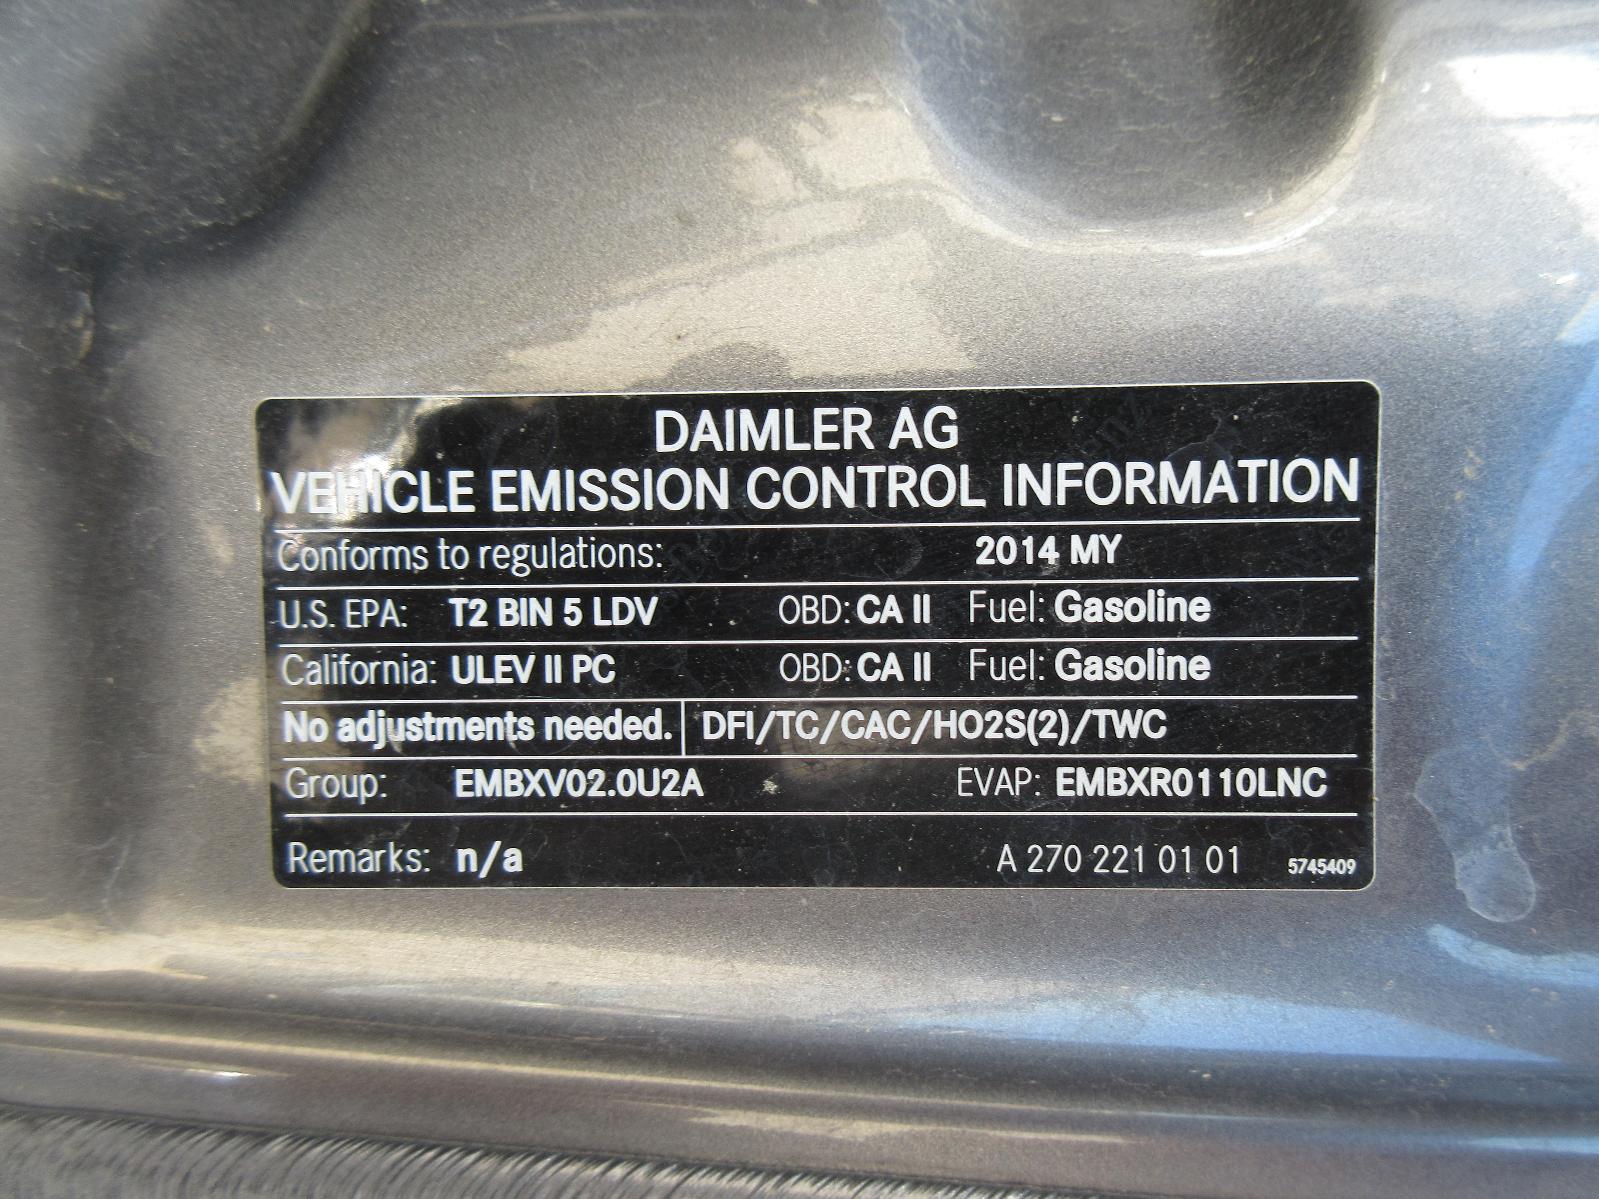 DAIMLER AG
VEHICLE EMISSION CONTROL INFORMATION
Conforms to regulations: 2014 MY
U.S. EPA: T2 BIN 5 LDV OBD: CA II Fuel: Gasoline
California: ULEV II PC OBD: CA II Fuel: Gasoline
No adjustments needed. DFI/TC/CAC/HO2S(2)/TWC
Group: EMBXV02.0U2A EVAP: EMBXR0110LNC
Remarks: n/a A 270 221 01 01 5745409